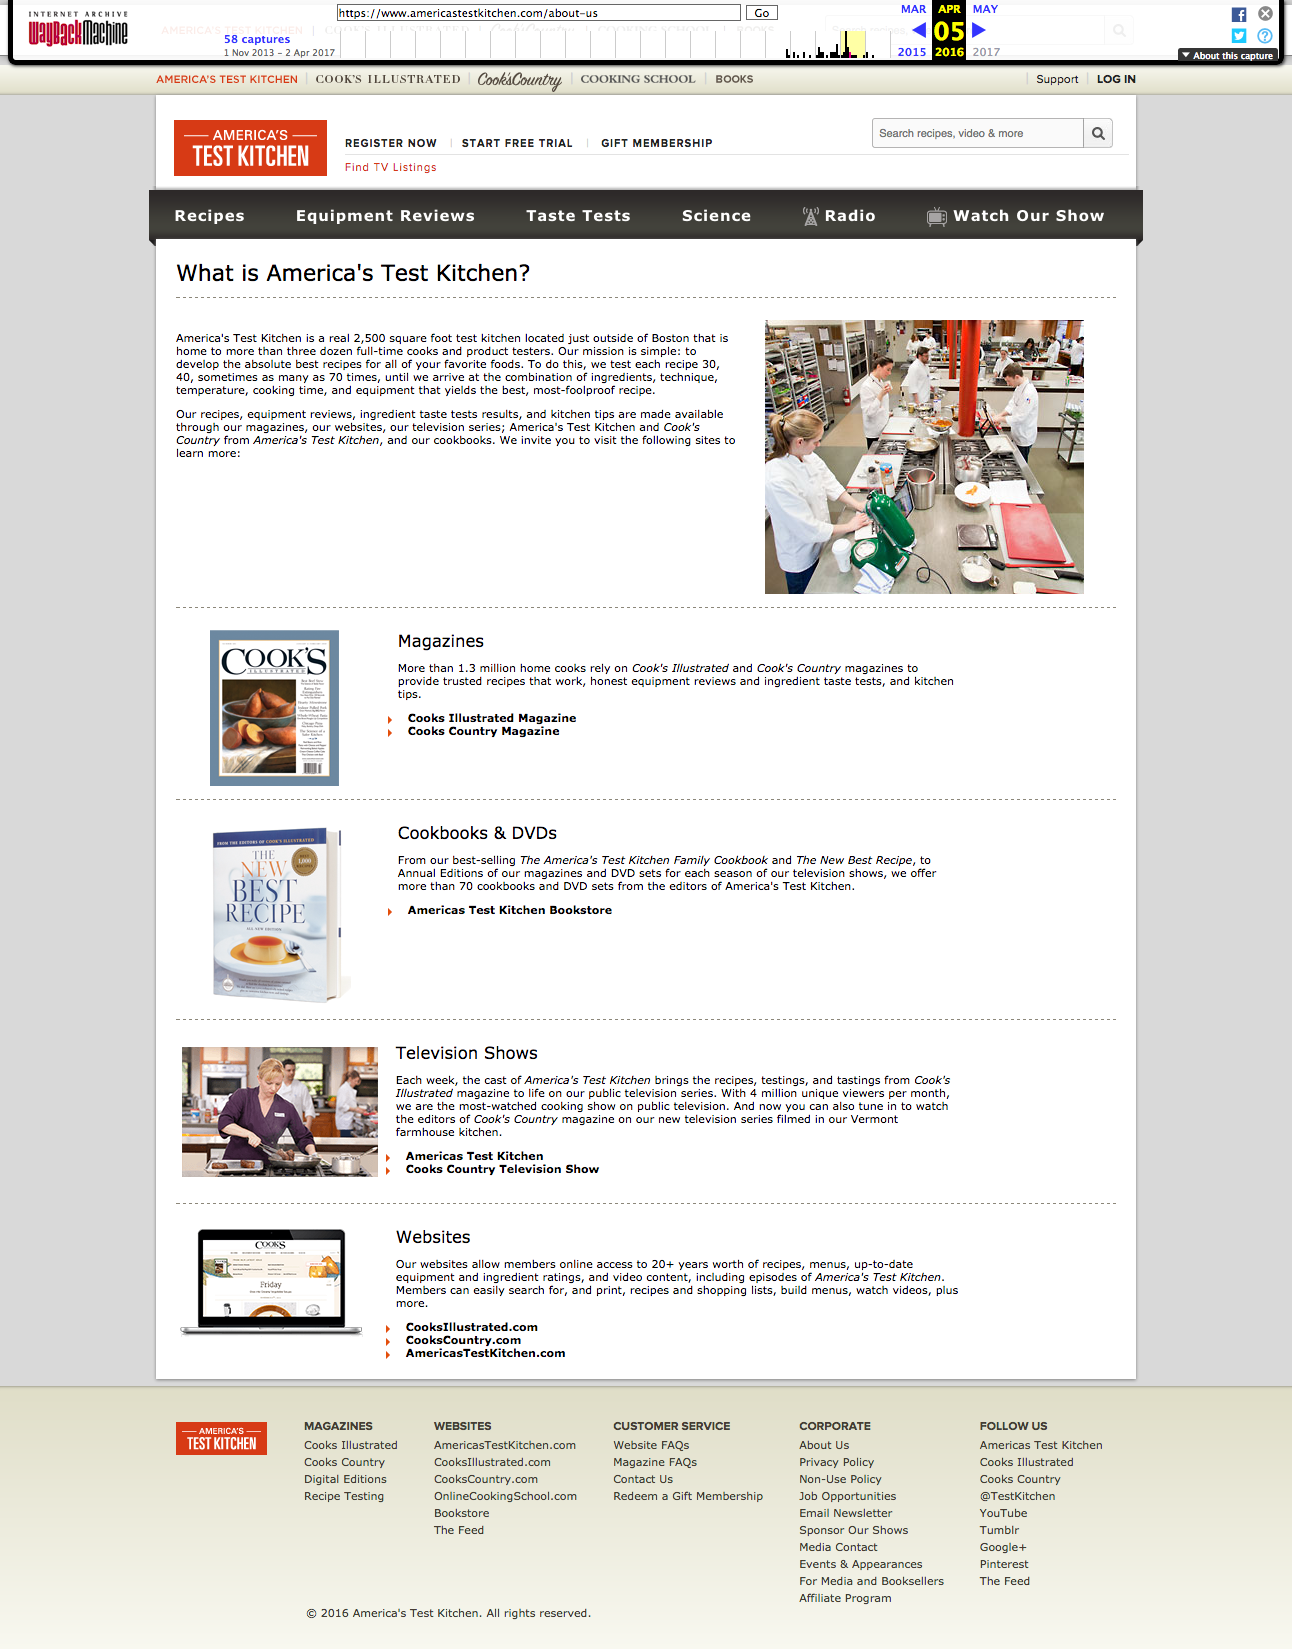 INTERNET ARCHIVE
WayBackMachine
https://www.americastestkitchen.com/about-us
Go
58 captures
1 Nov 2013 – 2 Apr 2017
MAR APR MAY
05
2015 2016 2017
About this capture
AMERICA'S TEST KITCHEN COOK'S ILLUSTRATED Cook'sCountry COOKING SCHOOL BOOKS
Support LOG IN
AMERICA'S
TEST KITCHEN
REGISTER NOW START FREE TRIAL GIFT MEMBERSHIP
Find TV Listings
Search recipes, video & more
Recipes Equipment Reviews Taste Tests Science Radio Watch Our Show
What is America's Test Kitchen?
America's Test Kitchen is a real 2,500 square foot test kitchen located just outside of Boston that is
home to more than three dozen full-time cooks and product testers. Our mission is simple: to
develop the absolute best recipes for all of your favorite foods. To do this, we test each recipe 30,
40, sometimes as many as 70 times, until we arrive at the combination of ingredients, technique,
temperature, cooking time, and equipment that yields the best, most-foolproof recipe.
Our recipes, equipment reviews, ingredient taste tests results, and kitchen tips are made available
through our magazines, our websites, our television series; America's Test Kitchen and Cook's
Country from America's Test Kitchen, and our cookbooks. We invite you to visit the following sites to
learn more:
COOK'S
ILLUSTRATED
Magazines
More than 1.3 million home cooks rely on Cook's Illustrated and Cook's Country magazines to
provide trusted recipes that work, honest equipment reviews and ingredient taste tests, and kitchen
tips.
Cooks Illustrated Magazine
Cooks Country Magazine
FROM THE EDITORS OF COOK'S ILLUSTRATED
THE
NEW
BEST
RECIPE
ALL NEW EDITION
Cookbooks & DVDs
From our best-selling The America's Test Kitchen Family Cookbook and The New Best Recipe, to
Annual Editions of our magazines and DVD sets for each season of our television shows, we offer
more than 70 cookbooks and DVD sets from the editors of America's Test Kitchen.
Americas Test Kitchen Bookstore
Television Shows
Each week, the cast of America's Test Kitchen brings the recipes, testings, and tastings from Cook's
Illustrated magazine to life on our public television series. With 4 million unique viewers per month,
we are the most-watched cooking show on public television. And now you can also tune in to watch
the editors of Cook's Country magazine on our new television series filmed in our Vermont
farmhouse kitchen.
Americas Test Kitchen
Cooks Country Television Show
COOK'S
Friday
Websites
Our websites allow members online access to 20+ years worth of recipes, menus, up-to-date
equipment and ingredient ratings, and video content, including episodes of America's Test Kitchen.
Members can easily search for, and print, recipes and shopping lists, build menus, watch videos, plus
more.
CooksIllustrated.com
CooksCountry.com
AmericasTestKitchen.com
AMERICA'S
TEST KITCHEN
MAGAZINES
Cooks Illustrated
Cooks Country
Digital Editions
Recipe Testing
WEBSITES
AmericasTestKitchen.com
CooksIllustrated.com
CooksCountry.com
OnlineCookingSchool.com
Bookstore
The Feed
CUSTOMER SERVICE
Website FAQs
Magazine FAQs
Contact Us
Redeem a Gift Membership
CORPORATE
About Us
Privacy Policy
Non-Use Policy
Job Opportunities
Email Newsletter
Sponsor Our Shows
Media Contact
Events & Appearances
For Media and Booksellers
Affiliate Program
FOLLOW US
Americas Test Kitchen
Cooks Illustrated
Cooks Country
@TestKitchen
YouTube
Tumblr
Google+
Pinterest
The Feed
© 2016 America's Test Kitchen. All rights reserved.